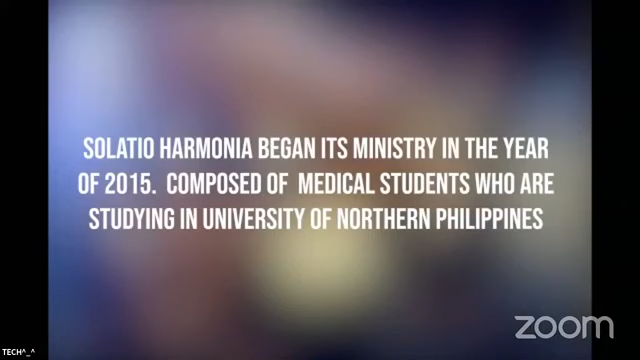 SOLATIO HARMONIA BEGAN ITS MINISTRY IN THE YEAR
OF 2015. COMPOSED OF MEDICAL STUDENTS WHO ARE
STUDYING IN UNIVERSITY OF NORTHERN PHILIPPINES
zoom
TECH^_^